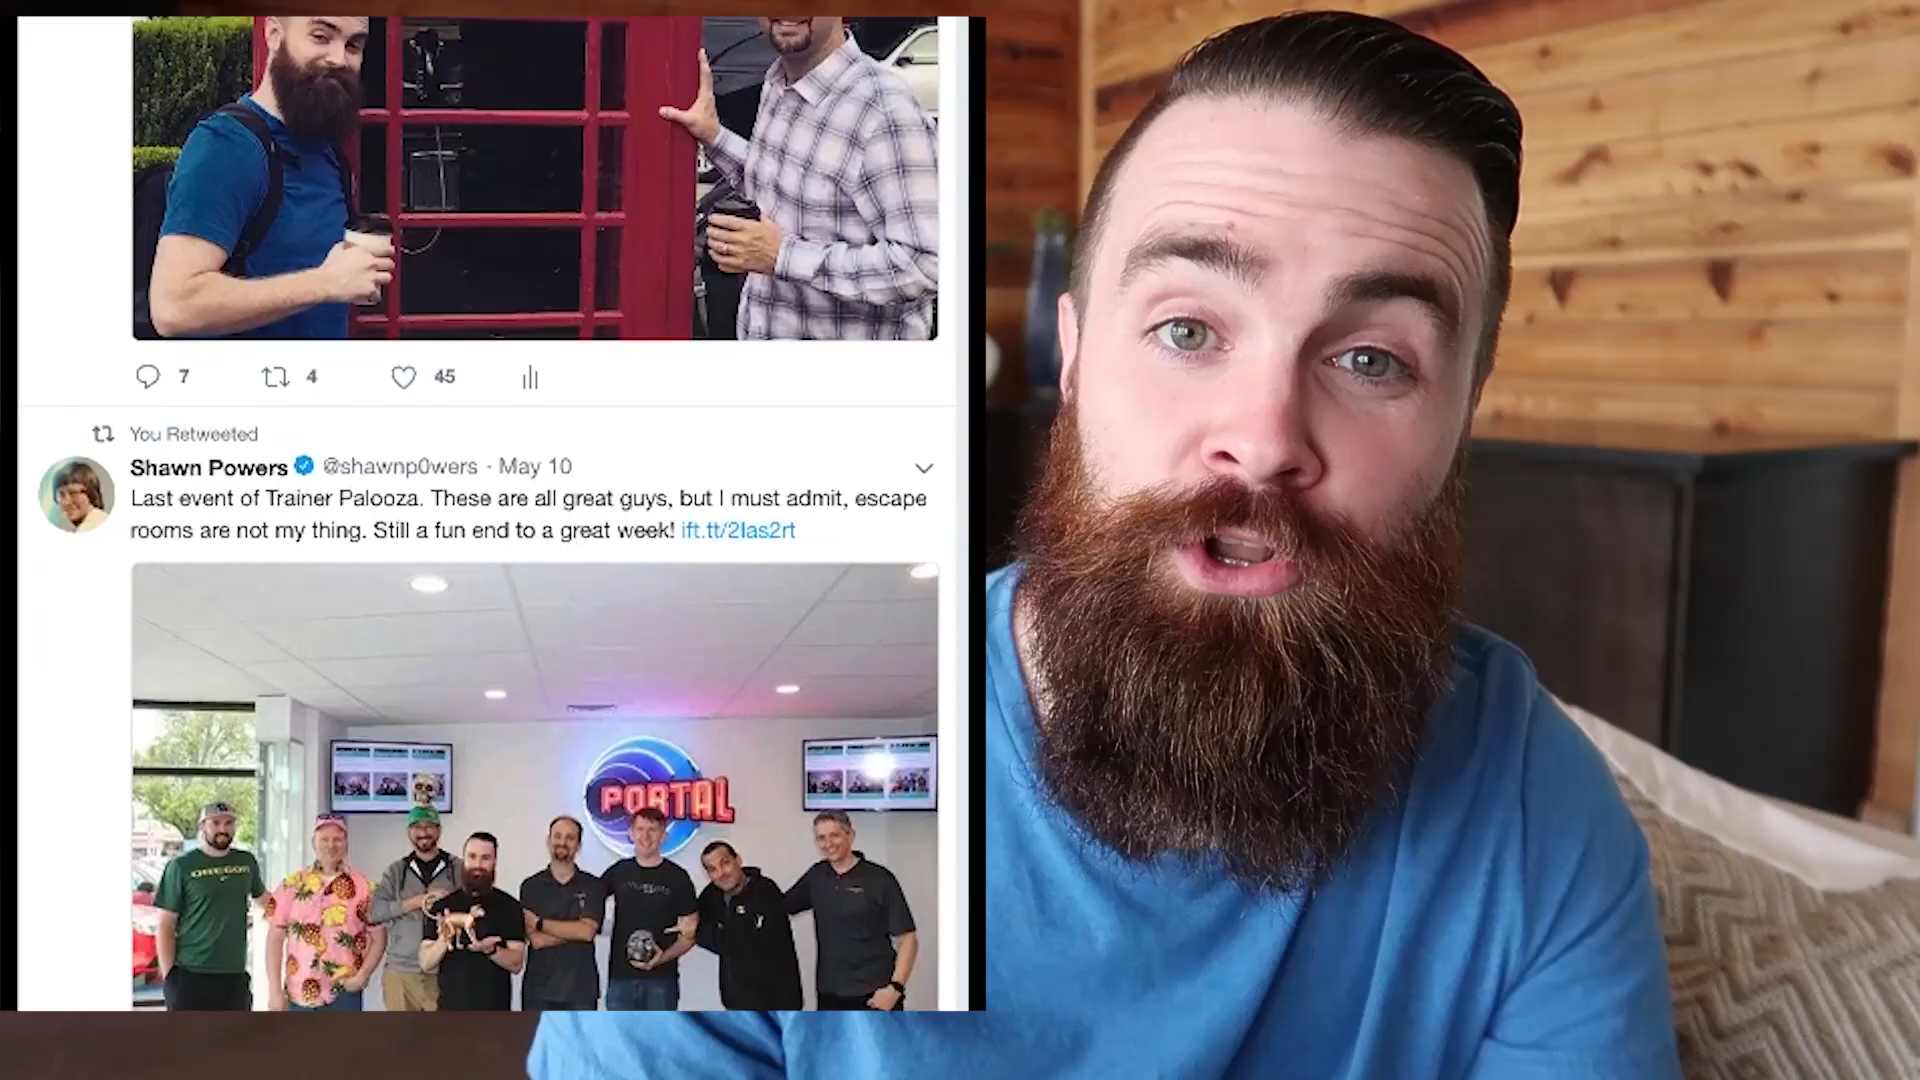 7 4 45
You Retweeted
Shawn Powers @shawnp0wers · May 10
Last event of Trainer Palooza. These are all great guys, but I must admit, escape
rooms are not my thing. Still a fun end to a great week! ift.tt/2Ias2rt
PORTAL
OREGON